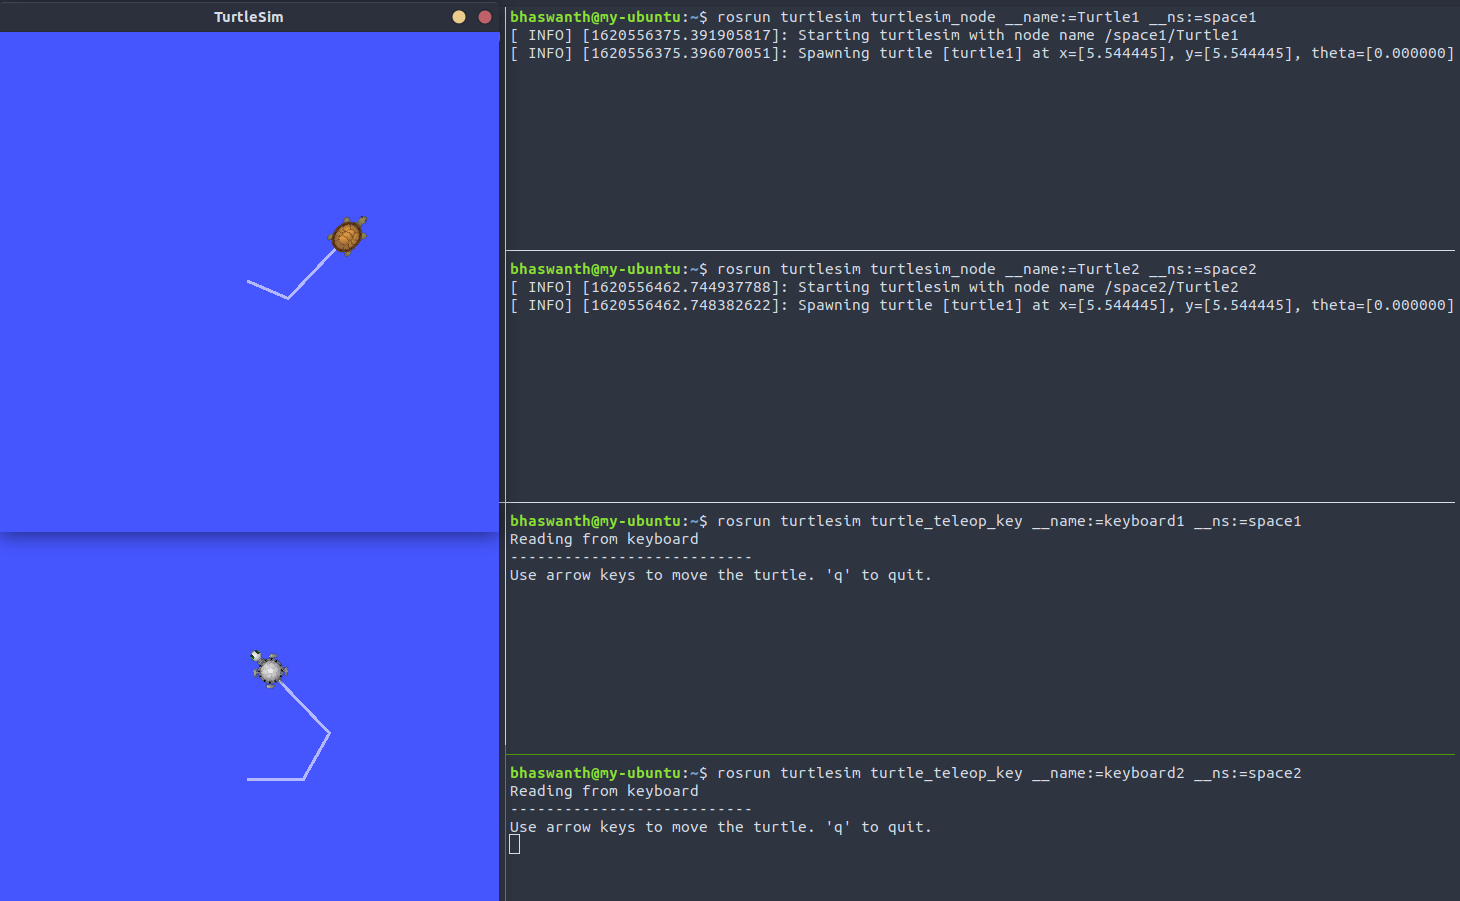 TurtleSim
bhaswanth@my-ubuntu:~$ rosrun turtlesim turtlesim_node __name:=Turtle1 __ns:=space1
[ INFO] [1620556375.391905817]: Starting turtlesim with node name /space1/Turtle1
[ INFO] [1620556375.396070051]: Spawning turtle [turtle1] at x=[5.544445], y=[5.544445], theta=[0.000000]
bhaswanth@my-ubuntu:~$ rosrun turtlesim turtlesim_node __name:=Turtle2 __ns:=space2
[ INFO] [1620556462.744937788]: Starting turtlesim with node name /space2/Turtle2
[ INFO] [1620556462.748382622]: Spawning turtle [turtle1] at x=[5.544445], y=[5.544445], theta=[0.000000]
bhaswanth@my-ubuntu:~$ rosrun turtlesim turtle_teleop_key __name:=keyboard1 __ns:=space1
Reading from keyboard
---------------------------
Use arrow keys to move the turtle. 'q' to quit.
bhaswanth@my-ubuntu:~$ rosrun turtlesim turtle_teleop_key __name:=keyboard2 __ns:=space2
Reading from keyboard
---------------------------
Use arrow keys to move the turtle. 'q' to quit.